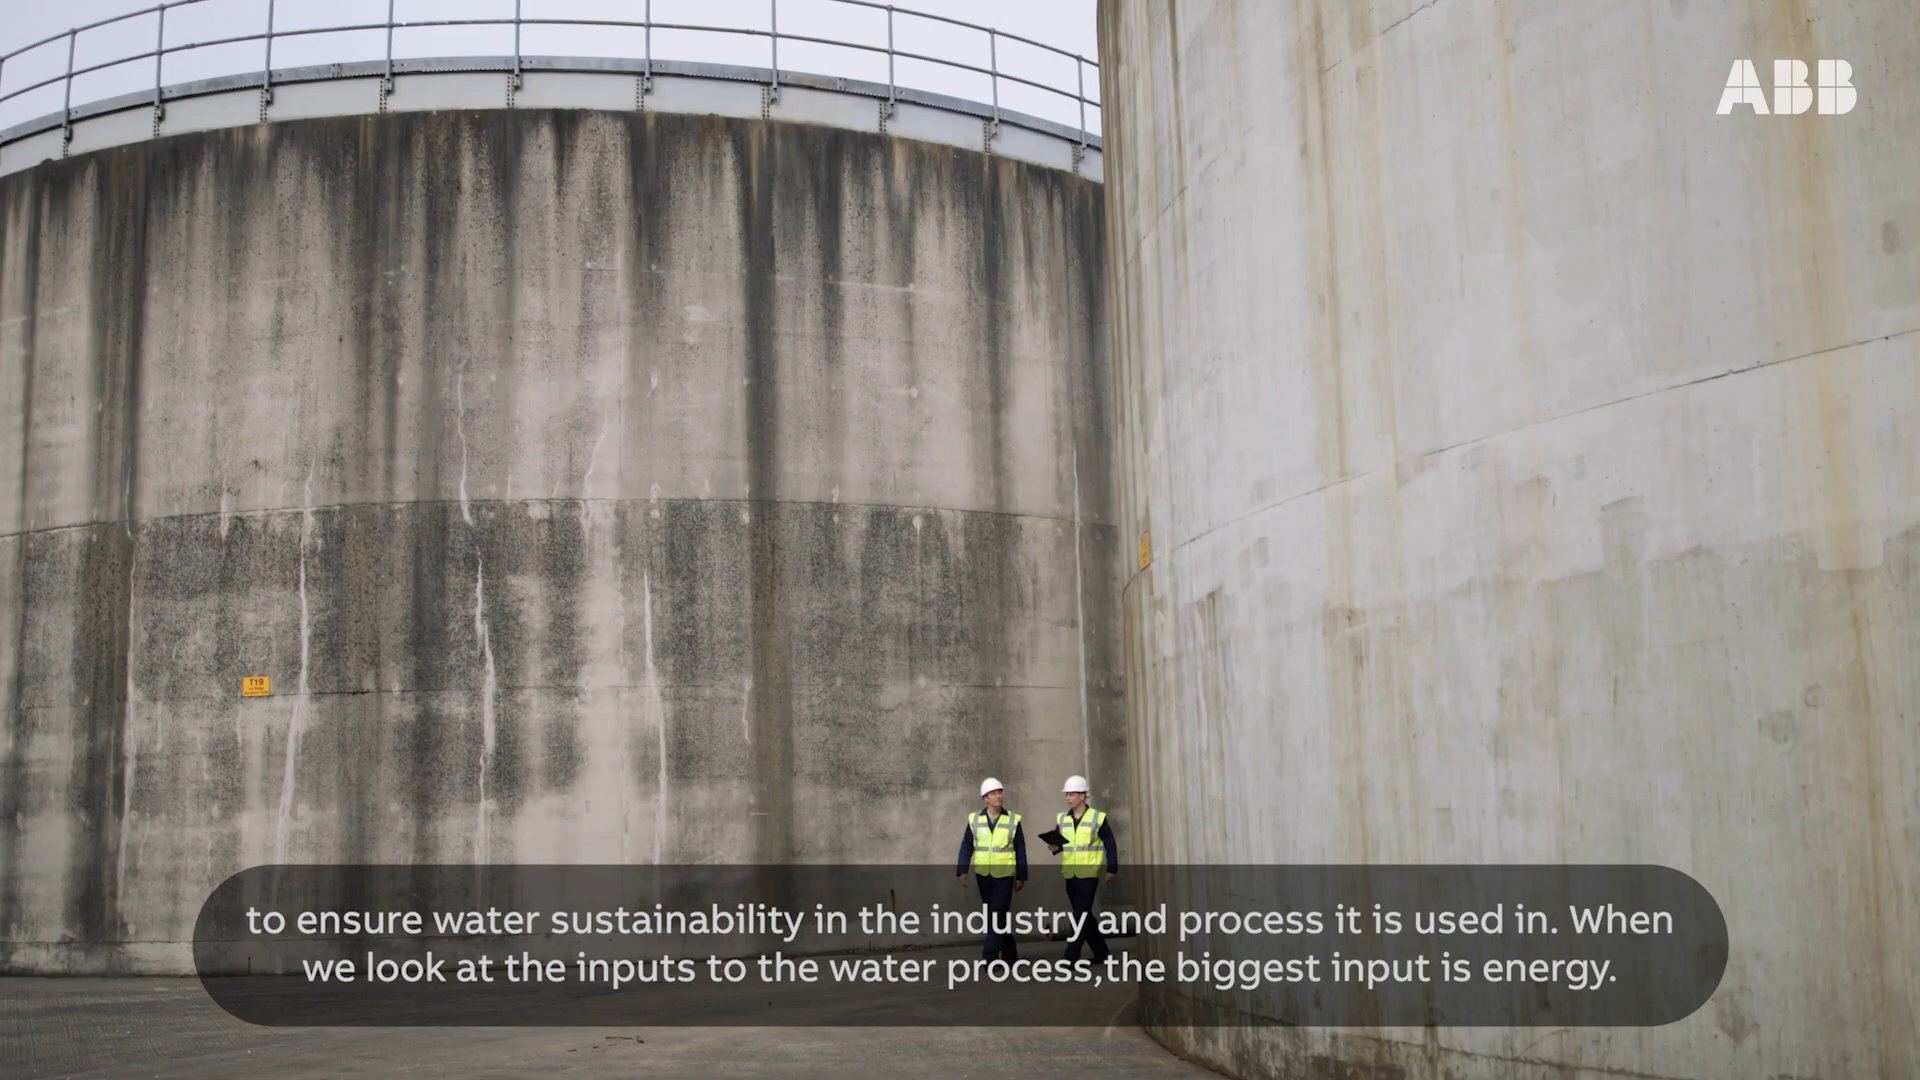 ABB
T19
to ensure water sustainability in the industry and process it is used in. When
we look at the inputs to the water process,the biggest input is energy.